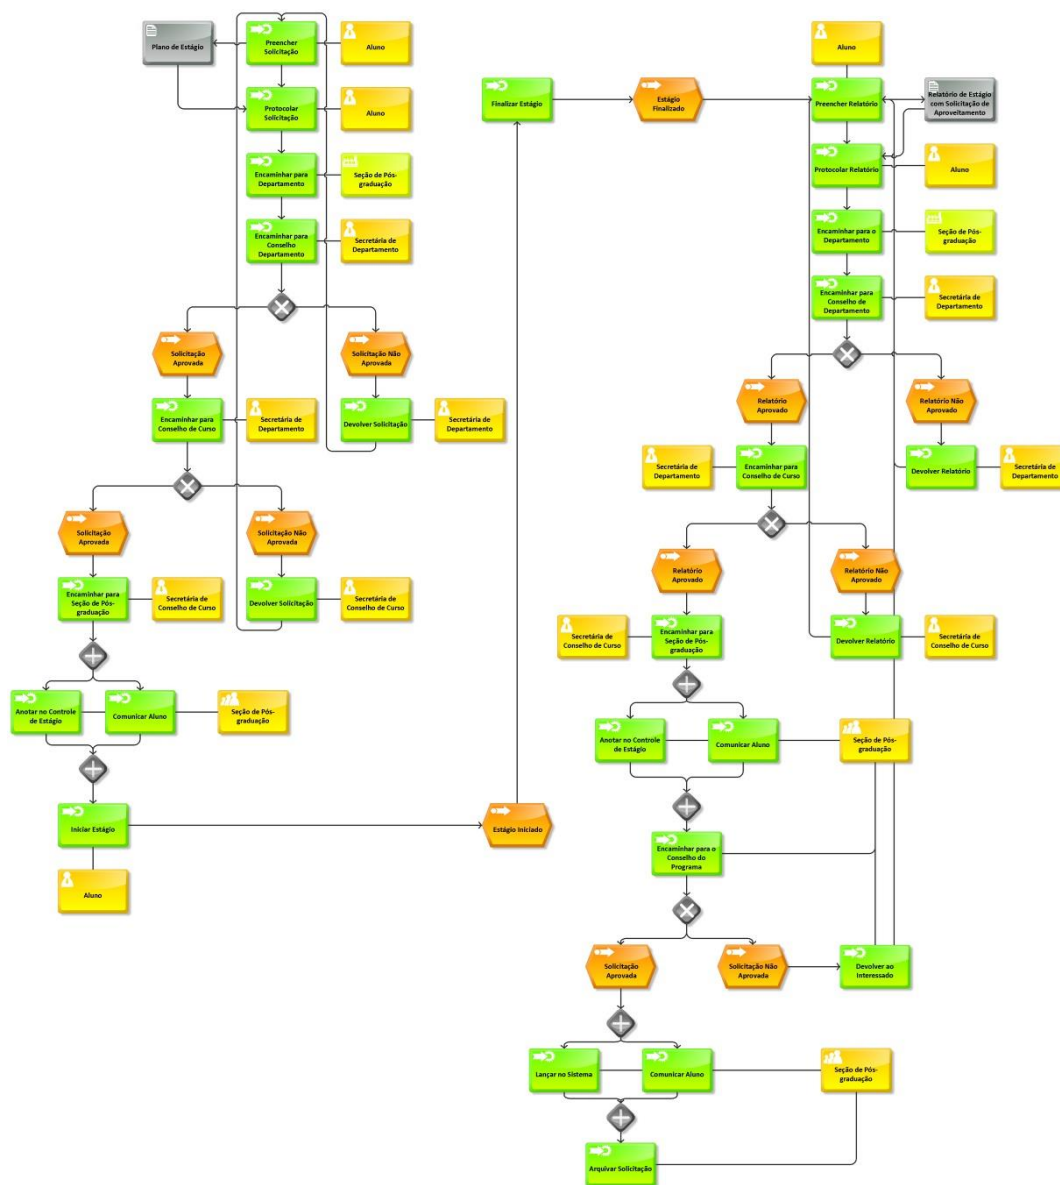 Plano de Estágio
Preencher
Solicitação
Aluno
Protocolar
Solicitação
Aluno
Encaminhar para
Departamento
Seção de Pós-
graduação
Encaminhar para
Conselho
Departamento
Secretária de
Departamento
Solicitação
Aprovada
Solicitação Não
Aprovada
Encaminhar para
Conselho de Curso
Secretária de
Departamento
Devolver Solicitação
Secretária de
Departamento
Solicitação
Aprovada
Solicitação Não
Aprovada
Encaminhar para
Seção de Pós-
graduação
Secretária de
Conselho de Curso
Devolver Solicitação
Secretária de
Conselho de Curso
Anotar no Controle
de Estágio
Comunicar Aluno
Seção de Pós-
graduação
Iniciar Estágio
Aluno
Estágio Iniciado
Finalizar Estágio
Estágio
Finalizado
Aluno
Preencher Relatório
Relatório de Estágio
com Solicitação de
Aproveitamento
Protocolar Relatório
Aluno
Encaminhar para o
Departamento
Seção de Pós-
graduação
Encaminhar para
Conselho de
Departamento
Secretária de
Departamento
Relatório
Aprovado
Relatório Não
Aprovado
Secretária de
Departamento
Encaminhar para
Conselho de Curso
Devolver Relatório
Secretária de
Departamento
Relatório
Aprovado
Relatório Não
Aprovado
Secretária de
Conselho de Curso
Encaminhar para
Seção de Pós-
graduação
Devolver Relatório
Secretária de
Conselho de Curso
Anotar no Controle
de Estágio
Comunicar Aluno
Seção de Pós-
graduação
Encaminhar para o
Conselho do
Programa
Solicitação
Aprovada
Solicitação Não
Aprovada
Devolver ao
Interessado
Lançar no Sistema
Comunicar Aluno
Seção de Pós-
graduação
Arquivar Solicitação